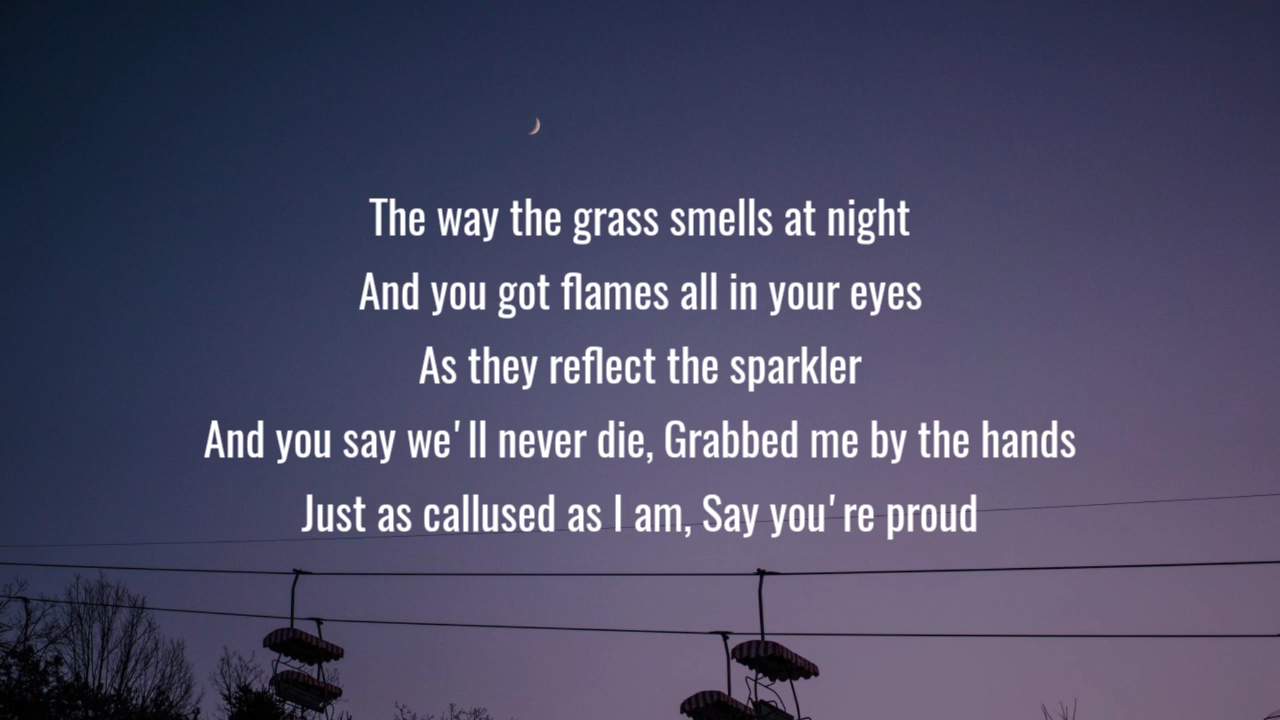 The way the grass smells at night
And you got flames all in your eyes
As they reflect the sparkler
And you say we'll never die, Grabbed me by the hands
Just as callused as I am, Say you're proud